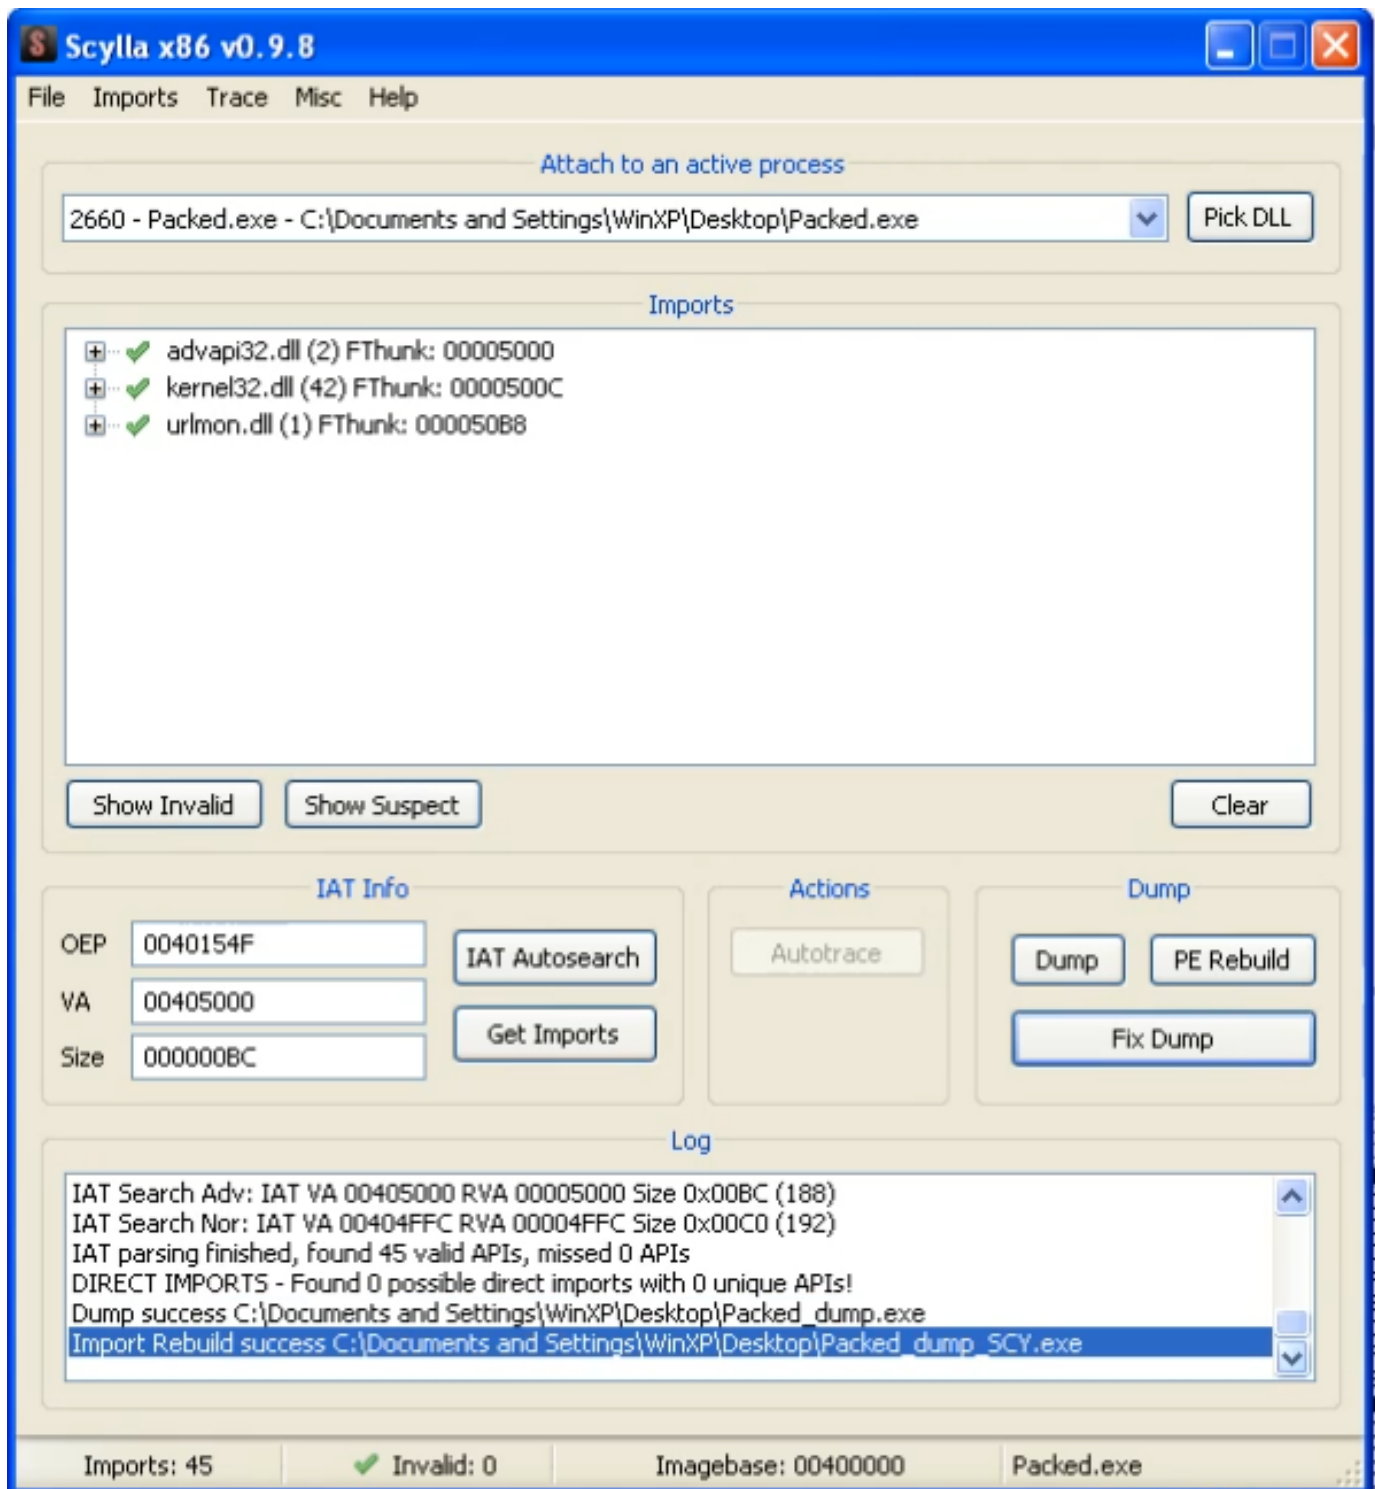 Scylla x86 v0.9.8
File Imports Trace Misc Help
Attach to an active process
2660 - Packed.exe - C:\Documents and Settings\WinXP\Desktop\Packed.exe
Pick DLL
Imports
advapi32.dll (2) FThunk: 00005000
kernel32.dll (42) FThunk: 0000500C
urlmon.dll (1) FThunk: 000050B8
Show Invalid Show Suspect Clear
IAT Info
OEP 0040154F
VA 00405000
Size 000000BC
IAT Autosearch
Get Imports
Actions
Autotrace
Dump
Dump PE Rebuild
Fix Dump
Log
IAT Search Adv: IAT VA 00405000 RVA 00005000 Size 0x00BC (188)
IAT Search Nor: IAT VA 00404FFC RVA 00004FFC Size 0x00C0 (192)
IAT parsing finished, found 45 valid APIs, missed 0 APIs
DIRECT IMPORTS - Found 0 possible direct imports with 0 unique APIs!
Dump success C:\Documents and Settings\WinXP\Desktop\Packed_dump.exe
Import Rebuild success C:\Documents and Settings\WinXP\Desktop\Packed_dump_SCY.exe
Imports: 45 Invalid: 0 Imagebase: 00400000 Packed.exe